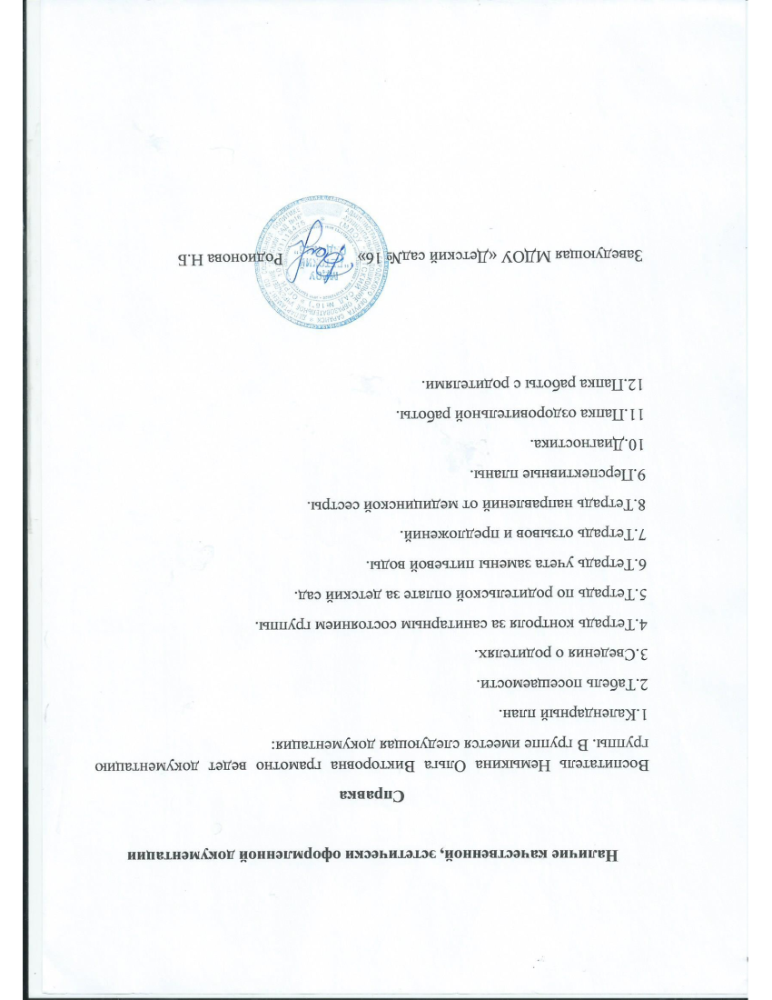 Наличие качественной, эстетически оформленной документации
Справка
Воспитатель Немыкина Ольга Викторовна грамотно ведет документацию
группы. В группе имеется следующая документация:
1.Календарный план.
2.Табель посещаемости.
3.Сведения о родителях.
4.Тетрадь контроля за санитарным состоянием группы.
5.Тетрадь по родительской оплате за детский сад.
6.Тетрадь учета замены питьевой воды.
7.Тетрадь отзывов и предложений.
8.Тетрадь направлений от медицинской сестры.
9.Перспективные планы.
10.Диагностика.
11.Папка оздоровительной работы.
12.Папка работы с родителями.
Заведующая МДОУ «Детский сад№ 16» Родионова Н.Б